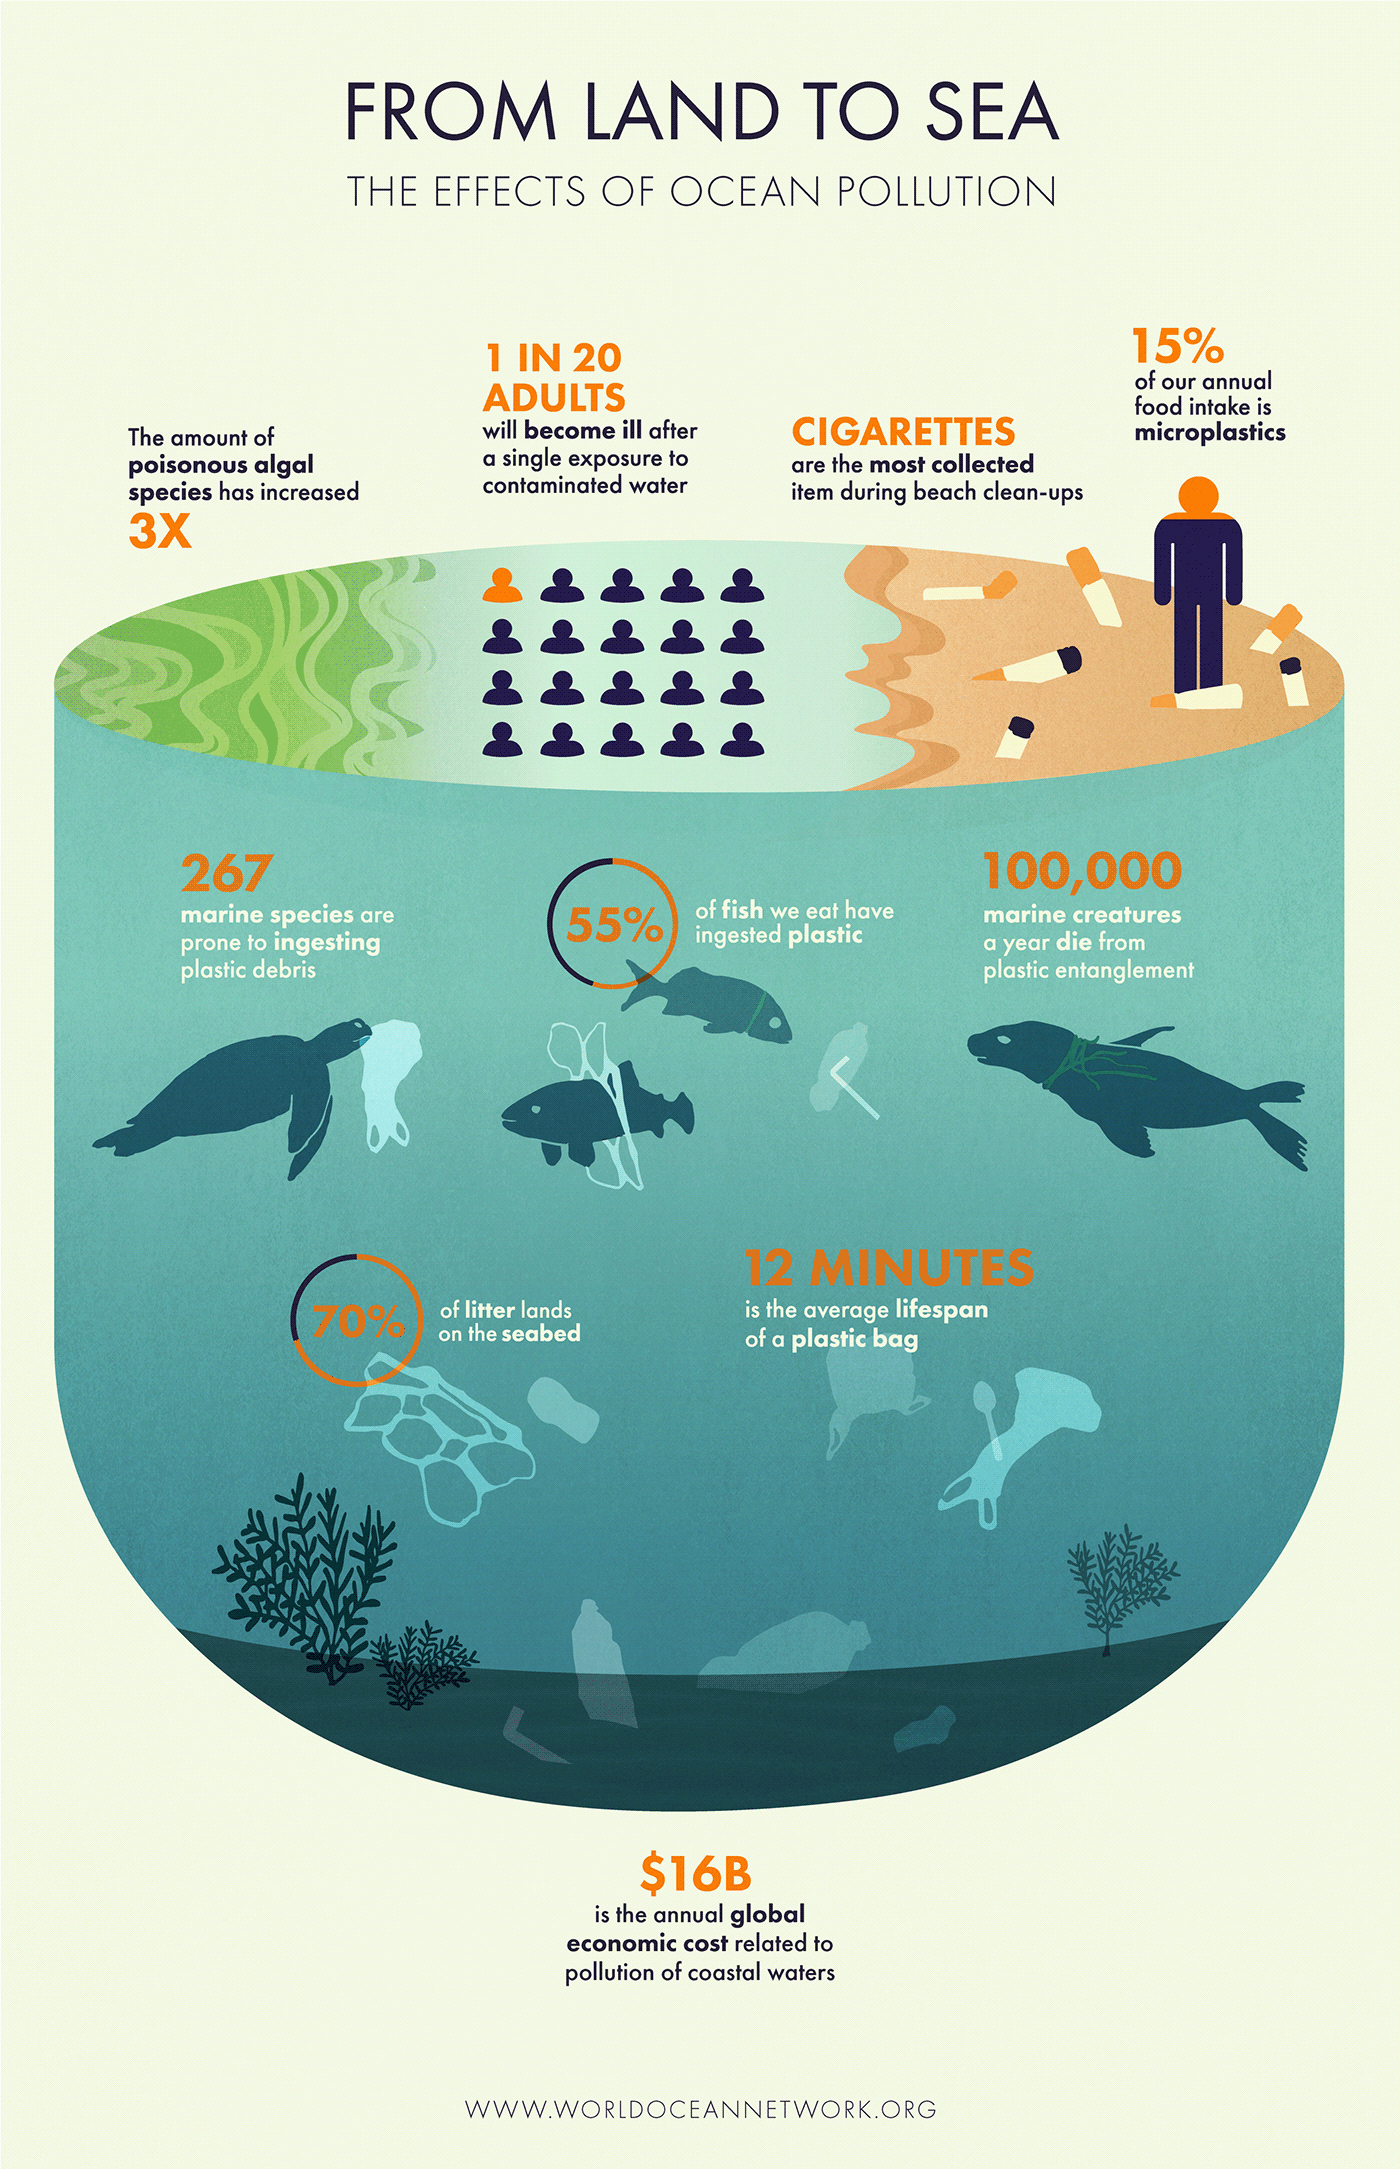 FROM LAND TO SEA
THE EFFECTS OF OCEAN POLLUTION
The amount of
poisonous algal
species has increased
3X
1 IN 20
ADULTS
will become ill after
a single exposure to
contaminated water
CIGARETTES
are the most collected
item during beach clean-ups
15%
of our annual
food intake is
microplastics
267
marine species are
prone to ingesting
plastic debris
55%
of fish we eat have
ingested plastic
100,000
marine creatures
a year die from
plastic entanglement
70%
of litter lands
on the seabed
12 MINUTES
is the average lifespan
of a plastic bag
$16B
is the annual global
economic cost related to
pollution of coastal waters
WWW.WORLDOCEANNETWORK.ORG